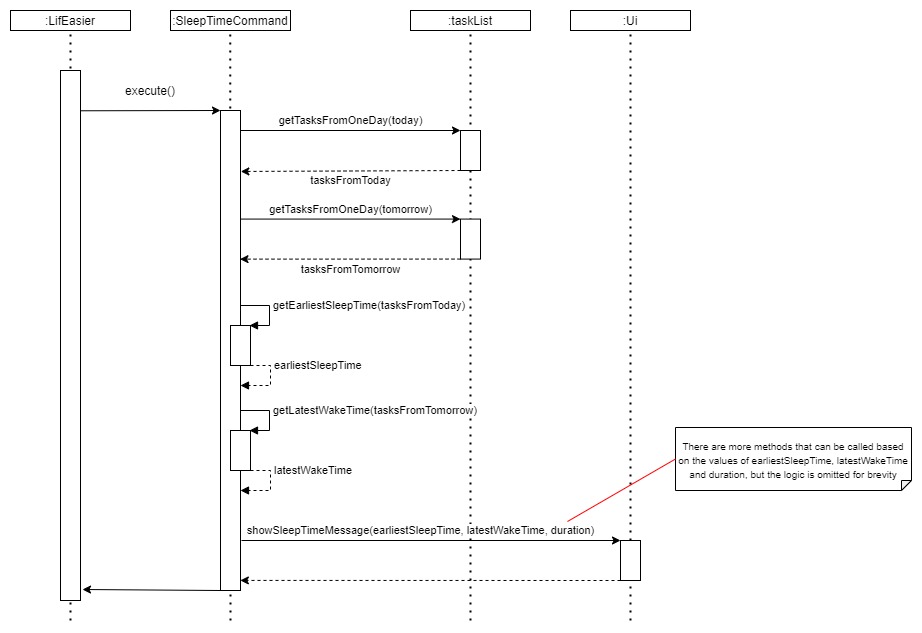 :LifEasier
:SleepTimeCommand
:taskList
:Ui
execute()
getTasksFromOneDay(today)
tasksFromToday
getTasksFromOneDay(tomorrow)
tasksFromTomorrow
getEarliestSleepTime(tasksFromToday)
earliestSleepTime
getLatestWakeTime(tasksFromTomorrow)
latestWakeTime
There are more methods that can be called based
on the values of earliestSleepTime, latestWakeTime
and duration, but the logic is omitted for brevity
showSleepTimeMessage(earliestSleepTime, latestWakeTime, duration)